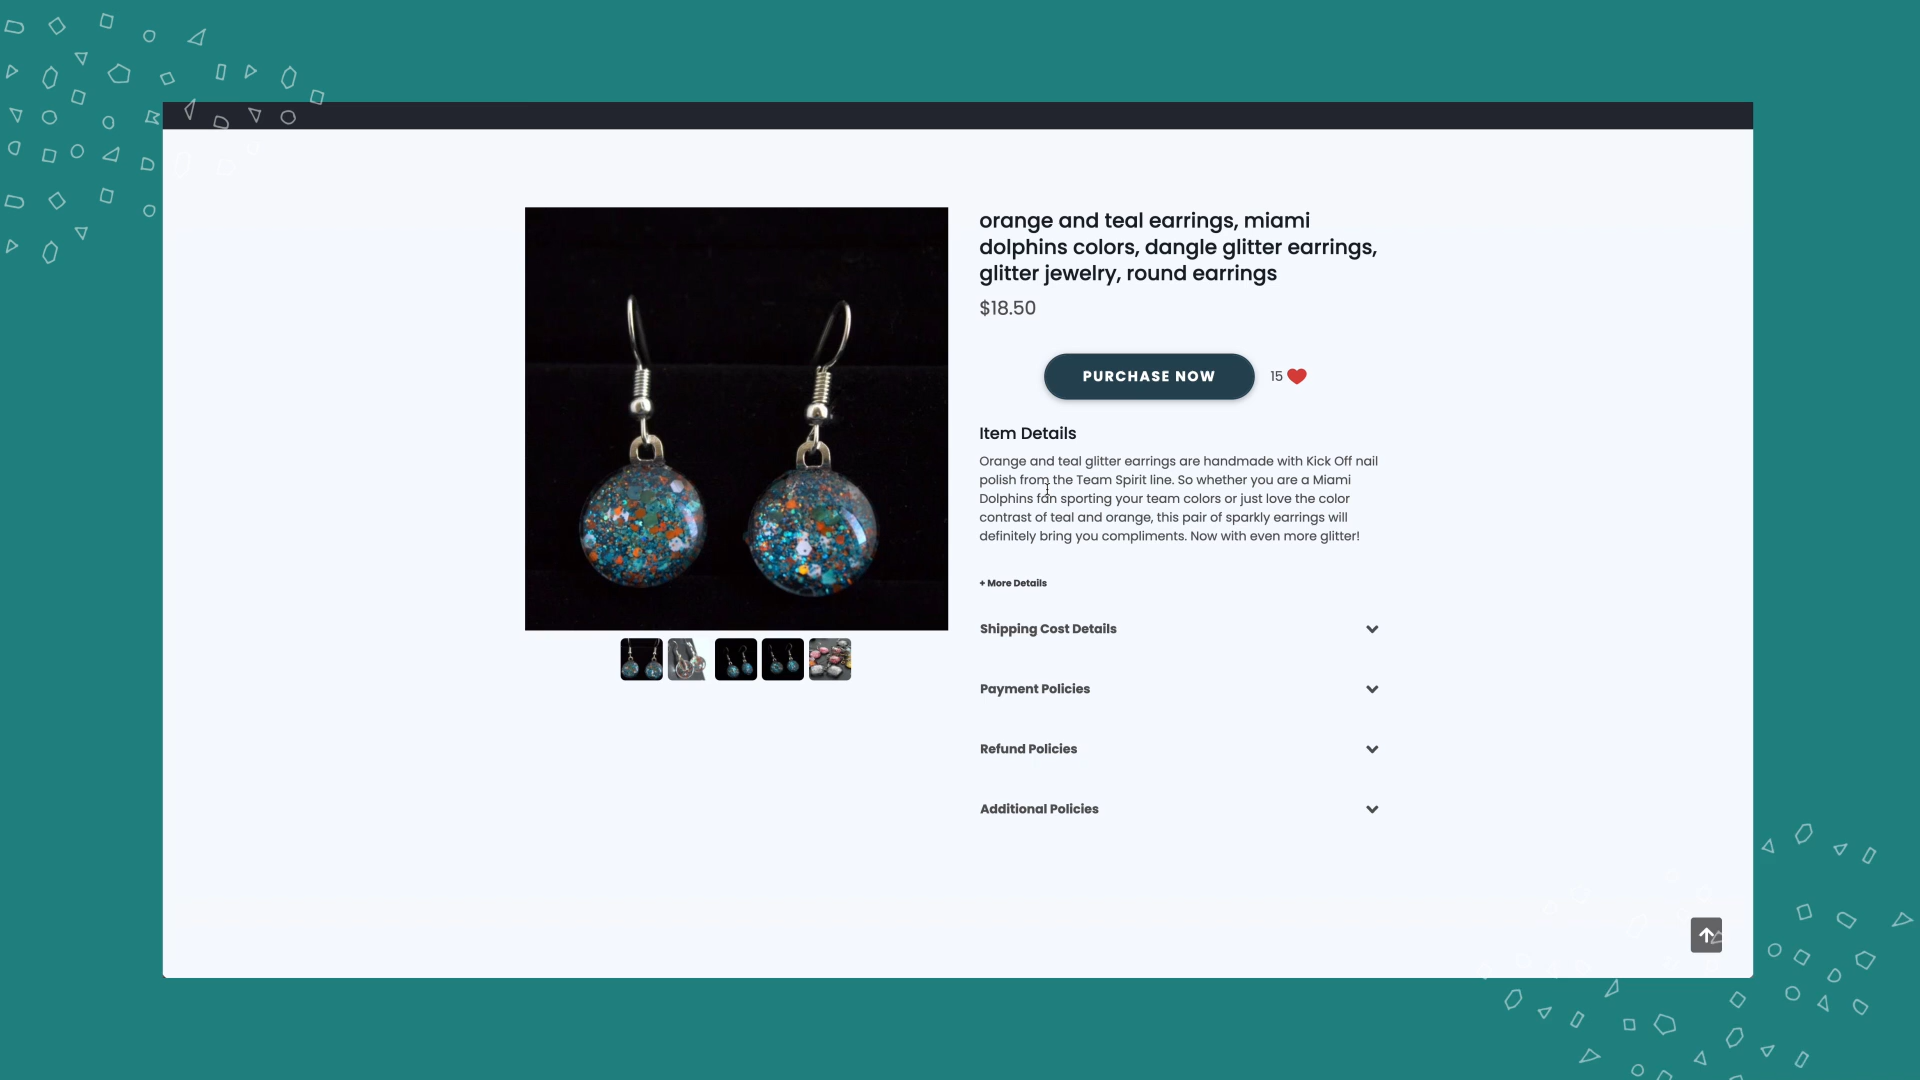 orange and teal earrings, miami
dolphins colors, dangle glitter earrings,
glitter jewelry, round earrings
$18.50
PURCHASE NOW 15
Item Details
Orange and teal glitter earrings are handmade with Kick Off nail
polish from the Team Spirit line. So whether you are a Miami
Dolphins fan sporting your team colors or just love the color
contrast of teal and orange, this pair of sparkly earrings will
definitely bring you compliments. Now with even more glitter!
+ More Details
Shipping Cost Details
Payment Policies
Refund Policies
Additional Policies